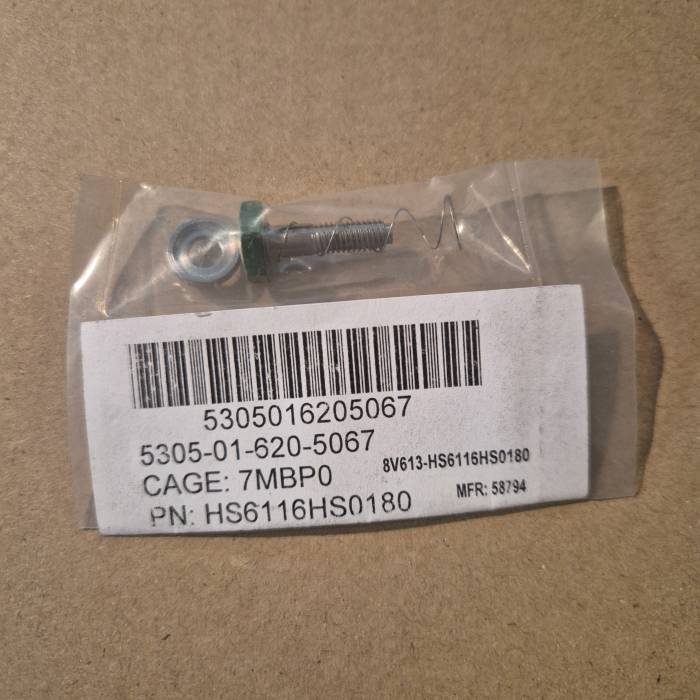 5305016205067
5305-01-620-5067
CAGE: 7MBP0
8V613-HS6116HS0180
PN: HS6116HS0180
MFR: 58794